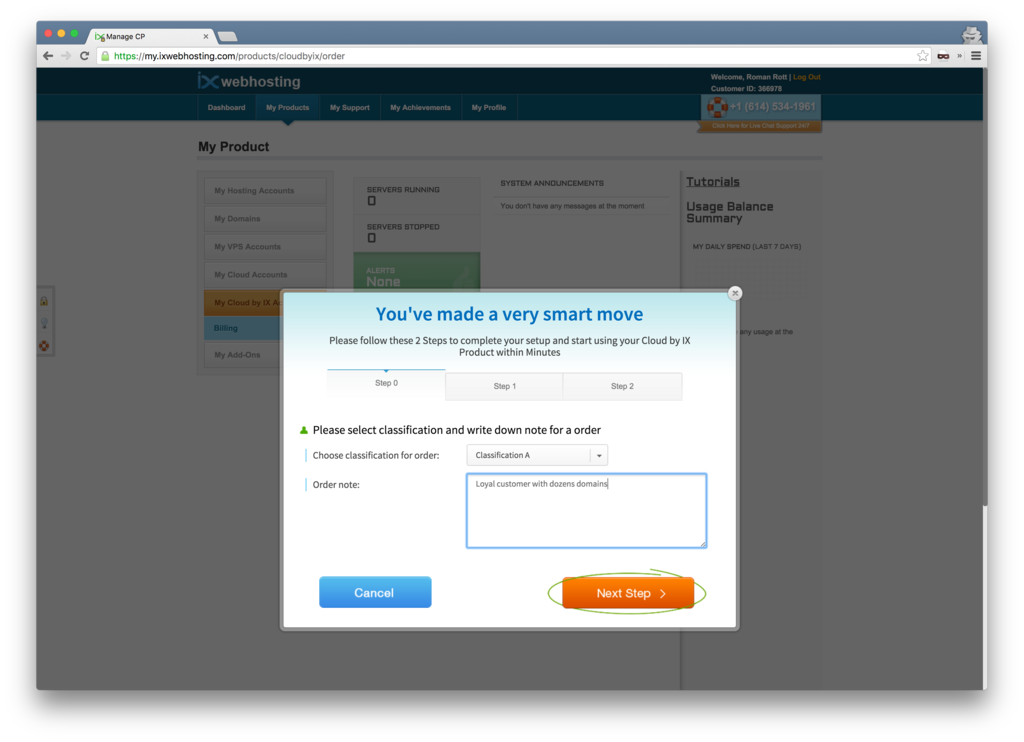 Manage CP
https://my.ixwebhosting.com/products/cloudbyix/order
ix webhosting
Welcome, Roman Rott | Log Out
Customer ID: 366978
Dashboard
My Products
My Support
My Achievements
My Profile
+1 (614) 534-1961
Click Here for Live Chat Support 24/7
My Product
My Hosting Accounts
My Domains
My VPS Accounts
My Cloud Accounts
My Cloud by IX
Billing
My Add-Ons
SERVERS RUNNING
0
SERVERS STOPPED
0
ALERTS
None
SYSTEM ANNOUNCEMENTS
You don't have any messages at the moment
Tutorials
Usage Balance
Summary
MY DAILY SPEND (LAST 7 DAYS)
any usage at the
You've made a very smart move
Please follow these 2 Steps to complete your setup and start using your Cloud by IX
Product within Minutes
Step 0
Step 1
Step 2
Please select classification and write down note for a order
Choose classification for order:
Classification A
Order note:
Loyal customer with dozens domains
Cancel
Next Step